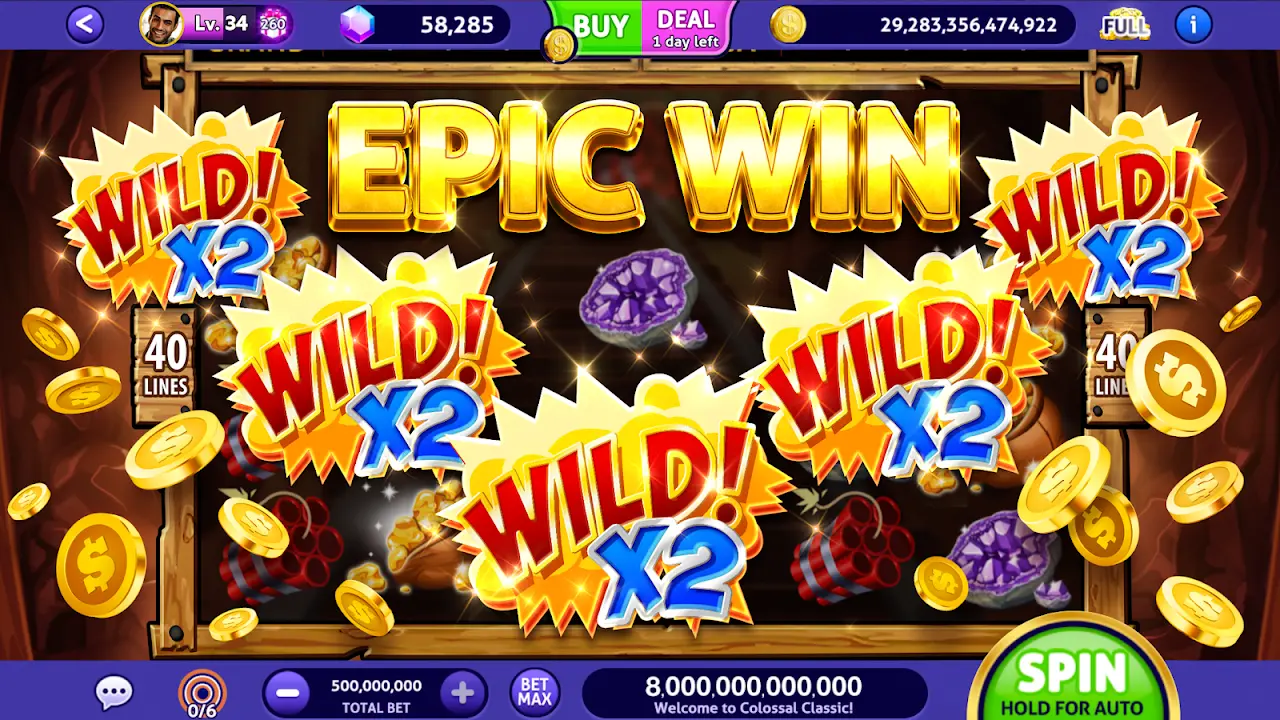 Lv. 34
260
58,285
BUY
DEAL
1 day left
29,283,356,474,922
FULL
i
EPIC WIN
WILD!
X2
WILD!
X2
WILD!
X2
WILD!
X2
WILD!
X2
40
LINES
40
LINE
0/6
500,000,000
TOTAL BET
BET
MAX
8,000,000,000,000
Welcome to Colossal Classic!
SPIN
HOLD FOR AUTO